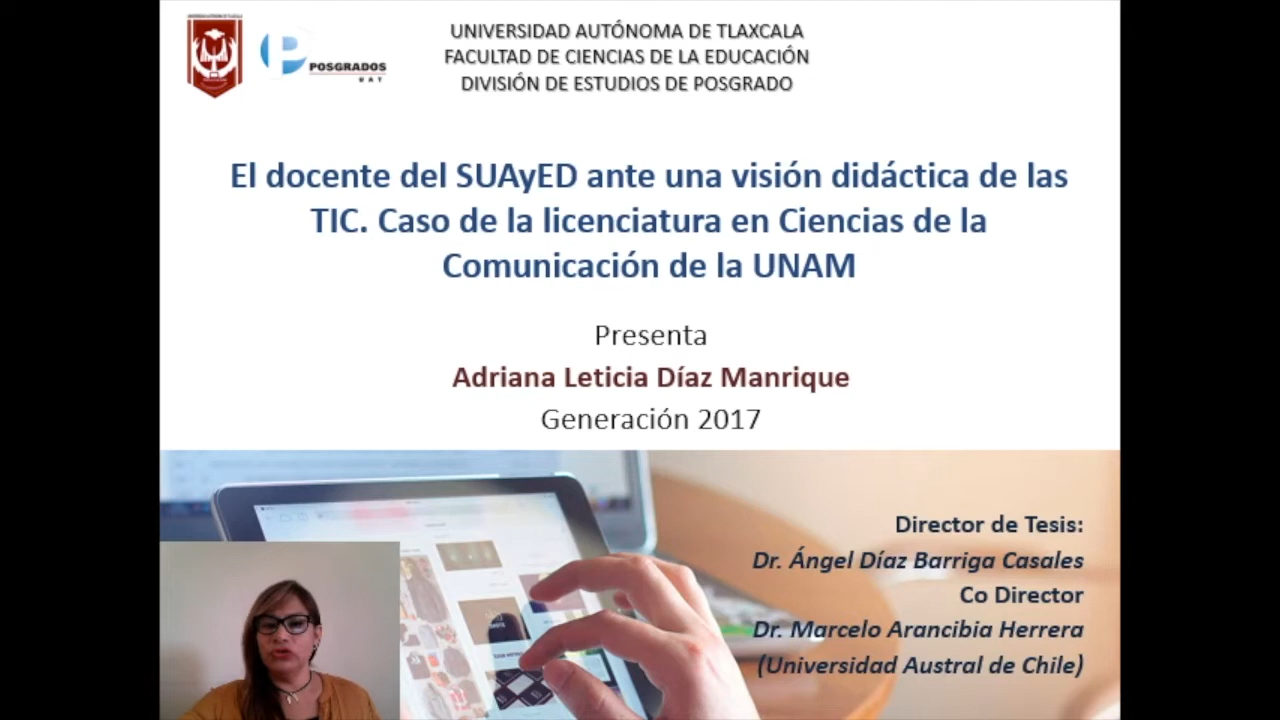 UNIVERSIDAD AUTÓNOMA DE TLAXCALA
FACULTAD DE CIENCIAS DE LA EDUCACIÓN
DIVISIÓN DE ESTUDIOS DE POSGRADO
POSGRADOS
UAT
El docente del SUAyED ante una visión didáctica de las
TIC. Caso de la licenciatura en Ciencias de la
Comunicación de la UNAM
Presenta
Adriana Leticia Díaz Manrique
Generación 2017
Director de Tesis:
Dr. Ángel Díaz Barriga Casales
Co Director
Dr. Marcelo Arancibia Herrera
(Universidad Austral de Chile)